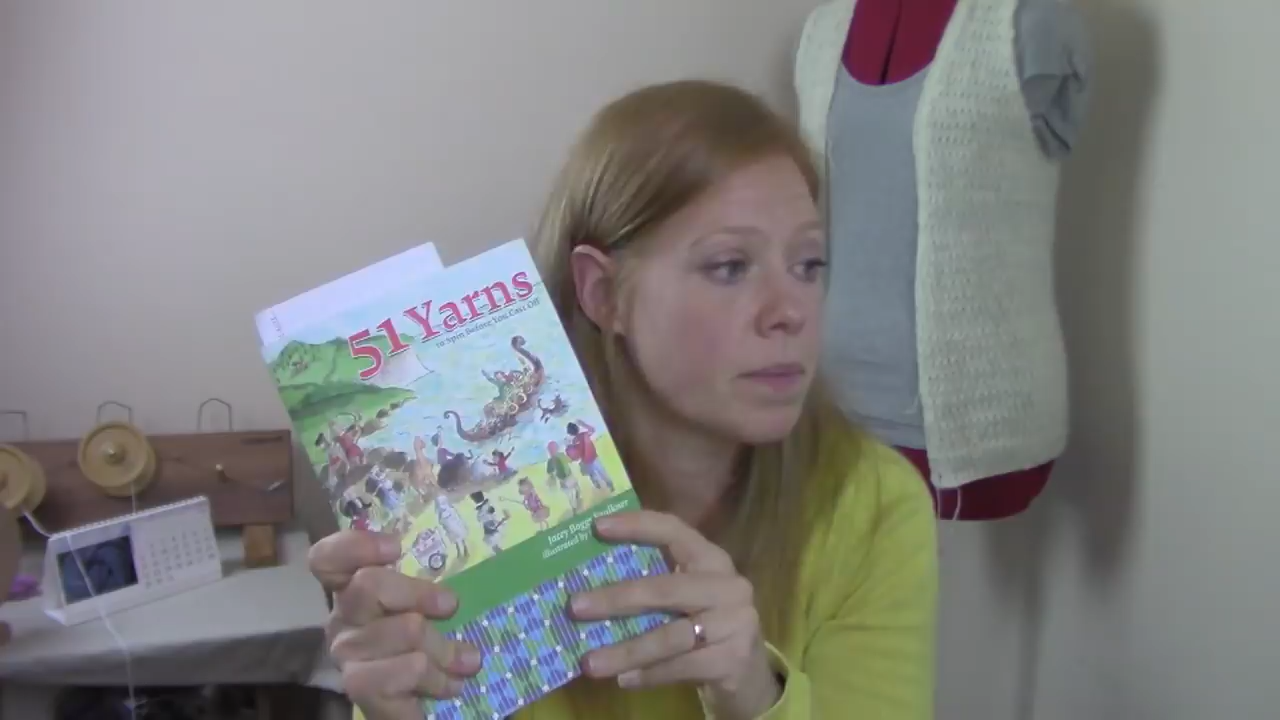 51 Yarns
to Spin Before You Cast Off
Jacey Boggs Faulkner
illustrated by